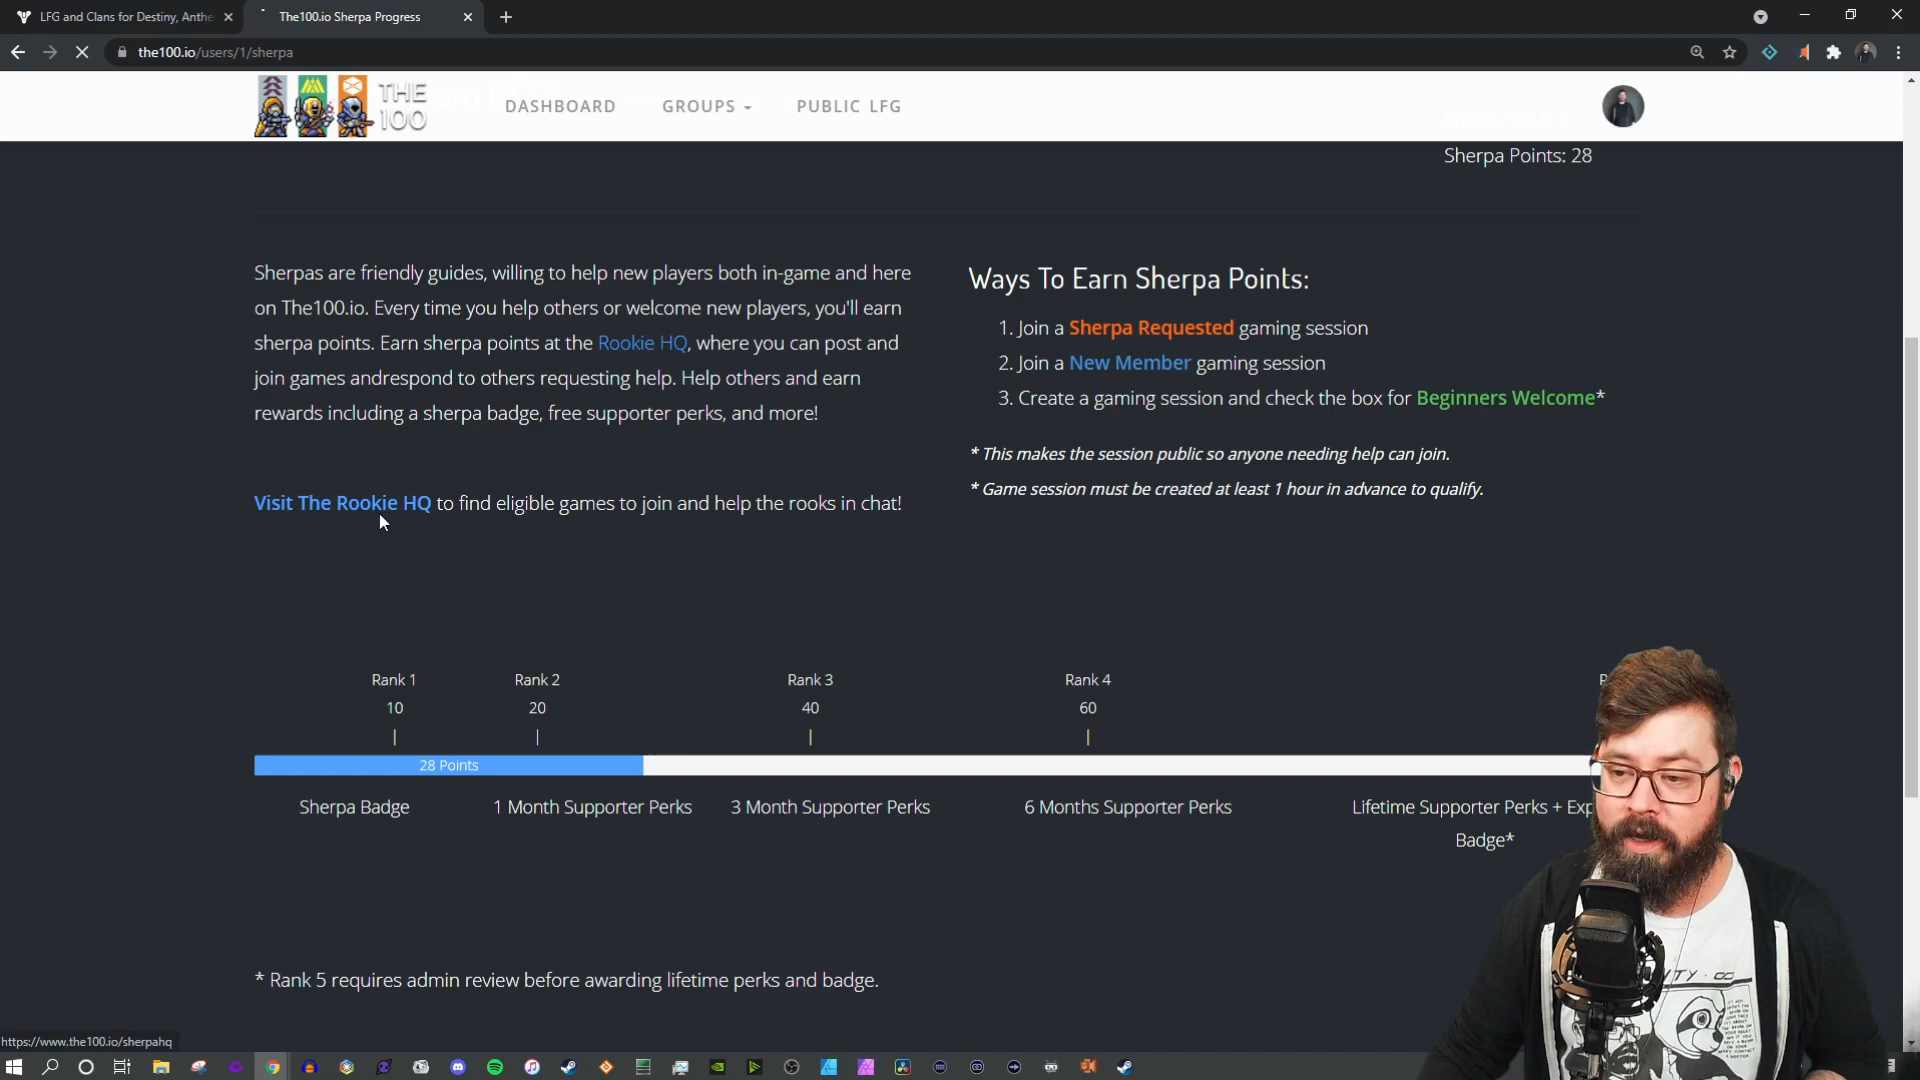 LFG and Clans for Destiny, Anthe
The100.io Sherpa Progress
the100.io/users/1/sherpa
THE 100
DASHBOARD
GROUPS
PUBLIC LFG
Sherpa Points: 28
Sherpas are friendly guides, willing to help new players both in-game and here
on The100.io. Every time you help others or welcome new players, you'll earn
sherpa points. Earn sherpa points at the Rookie HQ, where you can post and
join games andrespond to others requesting help. Help others and earn
rewards including a sherpa badge, free supporter perks, and more!
Visit The Rookie HQ to find eligible games to join and help the rooks in chat!
Ways To Earn Sherpa Points:
1. Join a Sherpa Requested gaming session
2. Join a New Member gaming session
3. Create a gaming session and check the box for Beginners Welcome*
* This makes the session public so anyone needing help can join.
* Game session must be created at least 1 hour in advance to qualify.
Rank 1
10
Rank 2
20
Rank 3
40
Rank 4
60
28 Points
Sherpa Badge
1 Month Supporter Perks
3 Month Supporter Perks
6 Months Supporter Perks
Lifetime Supporter Perks + Exp
Badge*
* Rank 5 requires admin review before awarding lifetime perks and badge.
https://www.the100.io/sherpahq